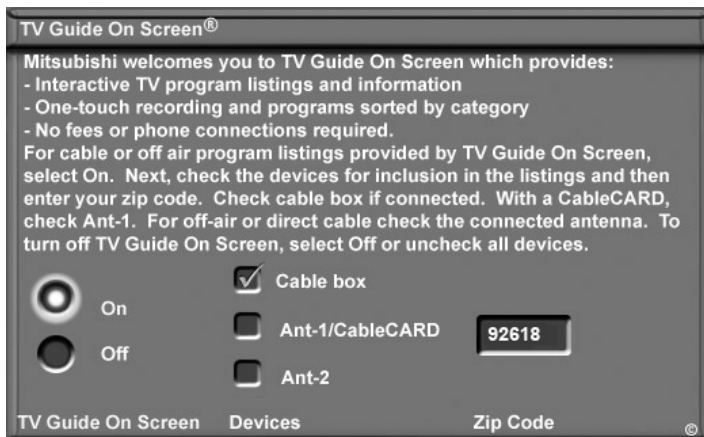 TV Guide On Screen®
Mitsubishi welcomes you to TV Guide On Screen which provides:
- Interactive TV program listings and information
- One-touch recording and programs sorted by category
- No fees or phone connections required.
For cable or off air program listings provided by TV Guide On Screen,
select On. Next, check the devices for inclusion in the listings and then
enter your zip code. Check cable box if connected. With a CableCARD,
check Ant-1. For off-air or direct cable check the connected antenna. To
turn off TV Guide On Screen, select Off or uncheck all devices.
Cable box
On
Ant-1/CableCARD
92618
Off
Ant-2
TV Guide On Screen
Devices
Zip Code
©